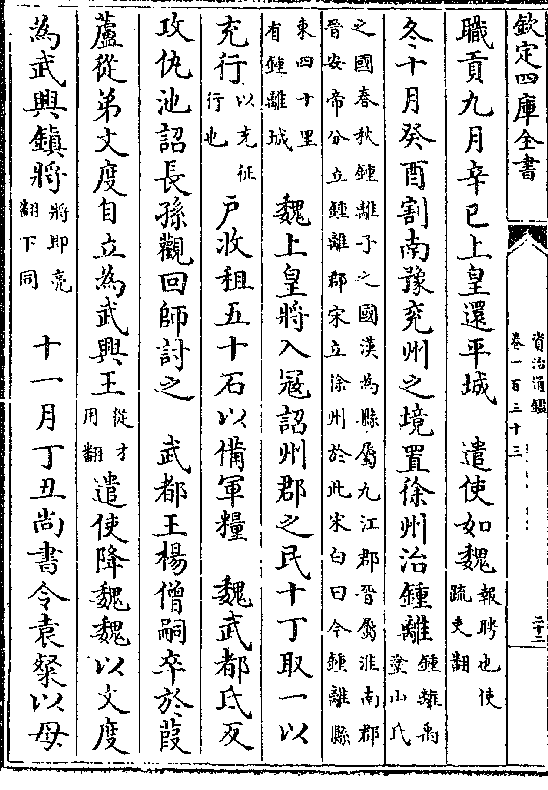 欽定四庫全書
資治通鑑
卷一百三十三
職貢九月辛巳上皇還平城　遣使如魏報聘也使
疏吏翻
冬十月癸酉割南豫兗州之境置徐州治鍾離鍾離禹
塗山氏
之國春秋鍾離子之國漢為縣屬九江郡晉屬淮南郡
晉安帝分立鍾離郡宋立徐州於此宋白曰今鍾離縣
東四十里
有鍾離城　魏上皇將入寇詔州郡之民十丁取一以
充行以充征
行也　户收租五十石以備軍糧　魏武都氐反
攻仇池詔長孫觀回師討之　武都王楊僧嗣卒於葭
蘆從弟文度自立為武興王從才
用翻遣使降魏魏以文度
為武興鎮將將即亮
翻下同　十一月丁丑尚書令袁粲以母